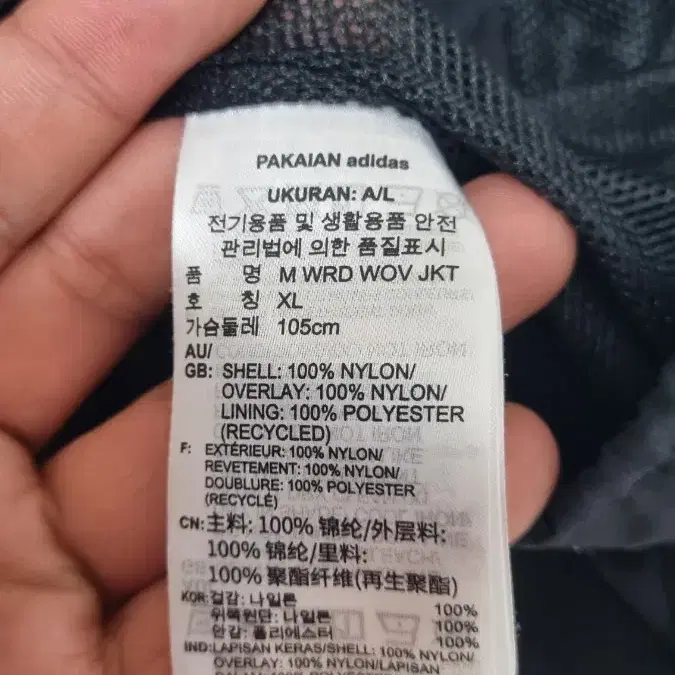 PAKAIAN adidas
UKURAN: A/L
전기용품 및 생활용품 안전
관리법에 의한 품질표시
품 명 M WRD WOV JKT
호 칭 XL
가슴둘레 105cm
AU/
GB: SHELL: 100% NYLON/
OVERLAY: 100% NYLON/
LINING: 100% POLYESTER
(RECYCLED)
F: EXTÉRIEUR: 100% NYLON/
REVETEMENT: 100% NYLON/
DOUBLURE: 100% POLYESTER
(RECYCLÉ)
CN: 主料: 100% 锦纶/外层料:
100% 锦纶/里料:
100% 聚酯纤维(再生聚酯)
KOR: 겉감: 나일론 100%
위쪽원단: 나일론 100%
안감: 폴리에스터 100%
IND: LAPISAN KERAS/SHELL: 100% NYLON/
OVERLAY: 100% NYLON/LAPISAN